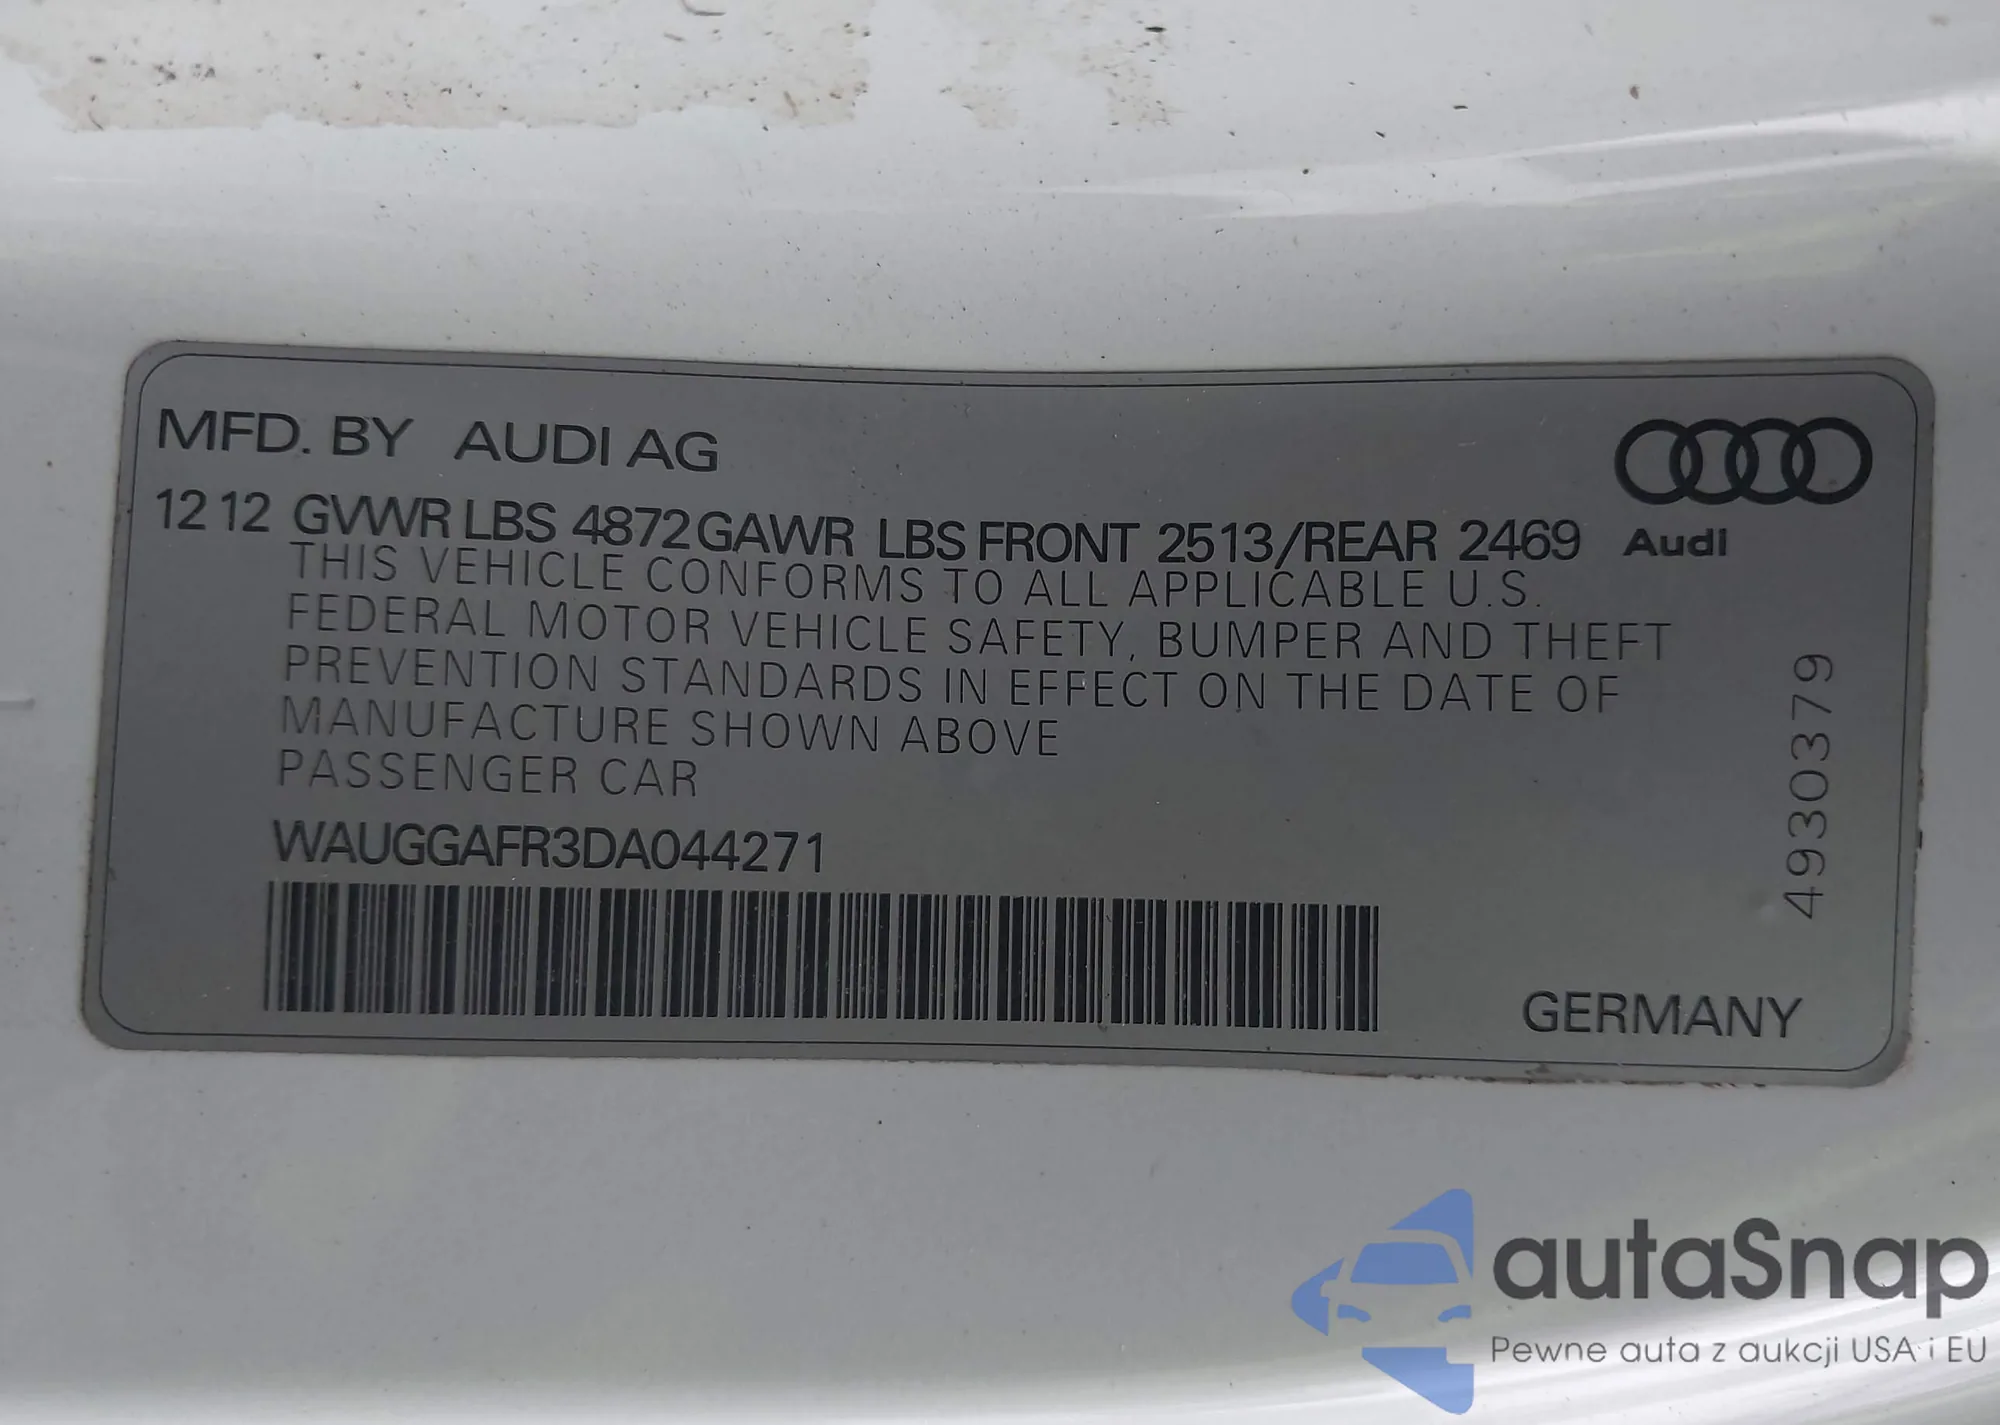 MFD. BY AUDI AG
12 12 GVWR LBS 4872 GAWR LBS FRONT 2513/REAR 2469
Audi
THIS VEHICLE CONFORMS TO ALL APPLICABLE U.S.
FEDERAL MOTOR VEHICLE SAFETY, BUMPER AND THEFT
PREVENTION STANDARDS IN EFFECT ON THE DATE OF
MANUFACTURE SHOWN ABOVE
PASSENGER CAR
WAUGGAFR3DA044271
4930379
GERMANY
autaSnap
Pewne auta z aukcji USA i EU